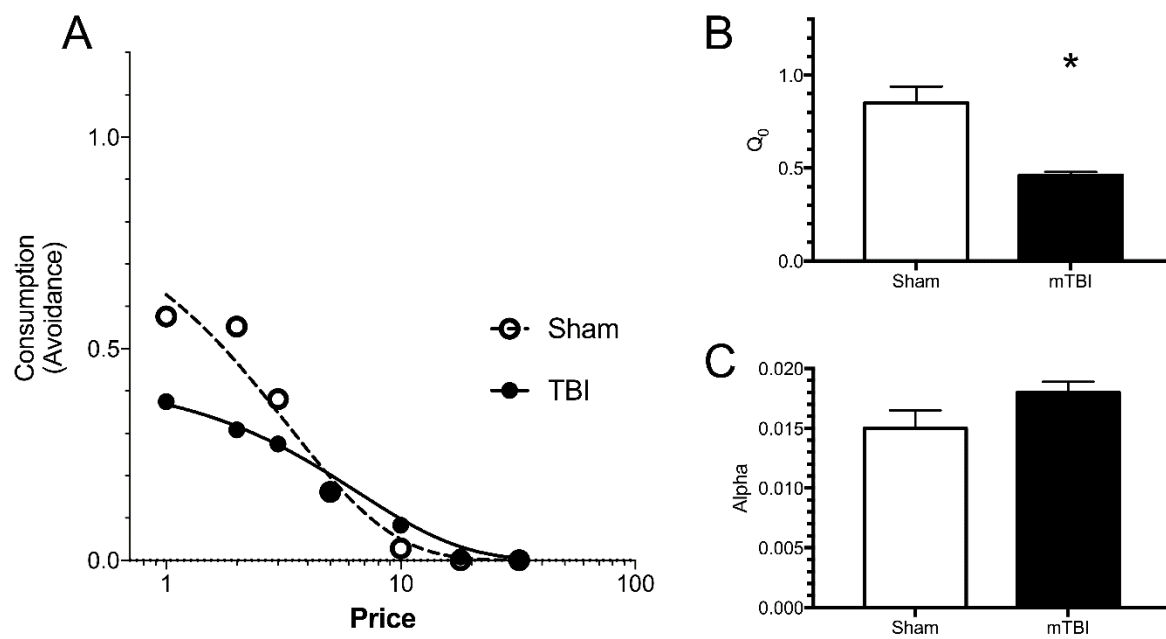 A
1.0
0.5
0.0
Consumption
(Avoidance)
1
10
100
Price
Sham
TBI
B
*
1.0
0.5
0.0
Q0
Sham
mTBI
C
0.020
0.015
0.010
0.005
0.000
Alpha
Sham
mTBI